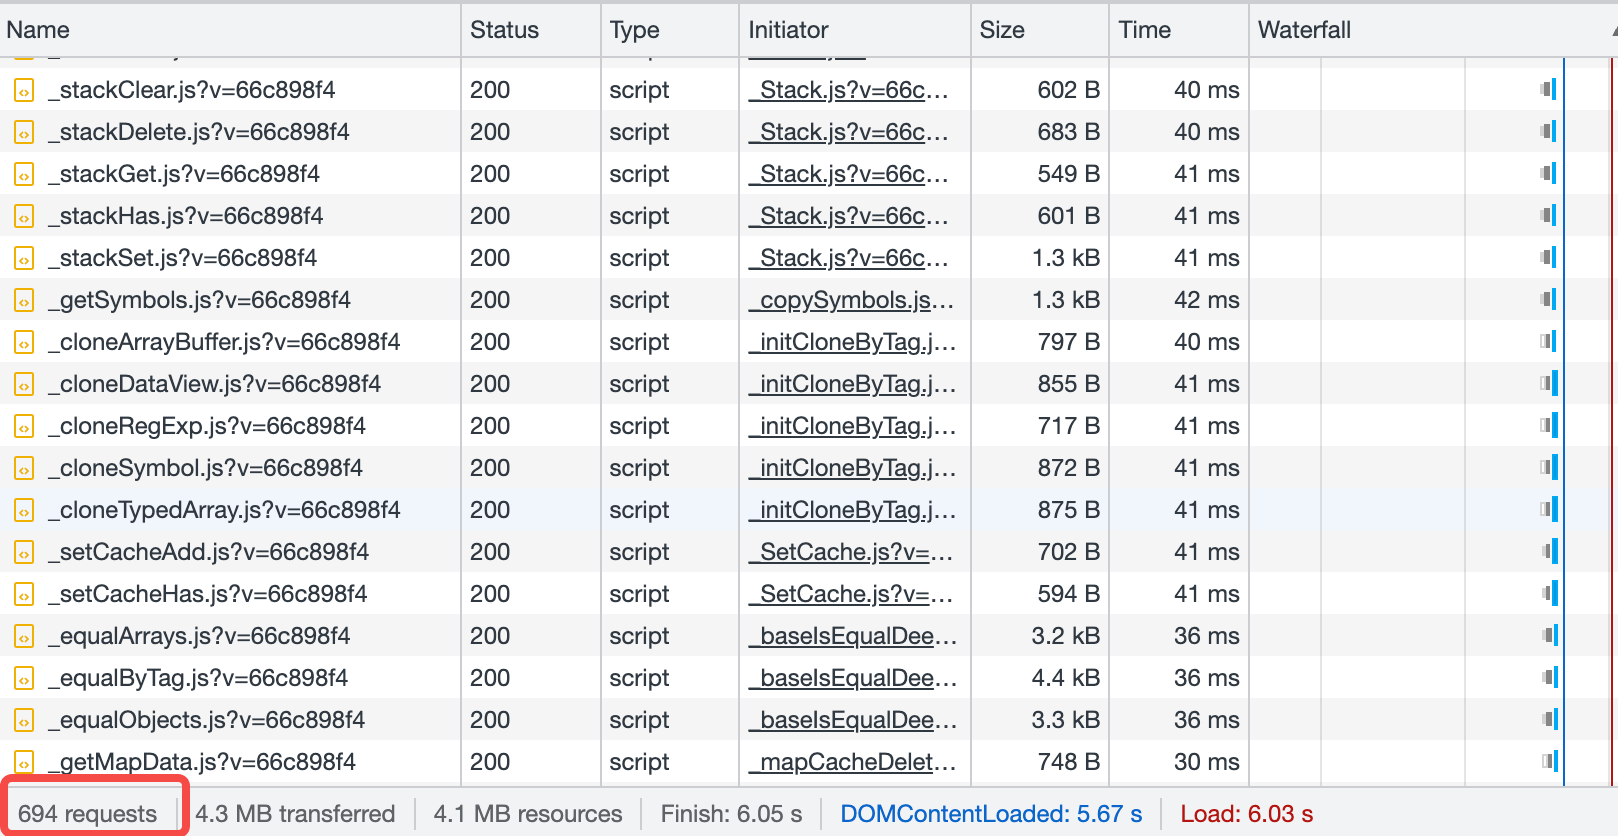 Name Status Type Initiator Size Time Waterfall
_stackClear.js?v=66c898f4 200 script _Stack.js?v=66c... 602 B 40 ms
_stackDelete.js?v=66c898f4 200 script _Stack.js?v=66c... 683 B 40 ms
_stackGet.js?v=66c898f4 200 script _Stack.js?v=66c... 549 B 41 ms
_stackHas.js?v=66c898f4 200 script _Stack.js?v=66c... 601 B 41 ms
_stackSet.js?v=66c898f4 200 script _Stack.js?v=66c... 1.3 kB 41 ms
_getSymbols.js?v=66c898f4 200 script _copySymbols.js... 1.3 kB 42 ms
_cloneArrayBuffer.js?v=66c898f4 200 script _initCloneByTag.j... 797 B 40 ms
_cloneDataView.js?v=66c898f4 200 script _initCloneByTag.j... 855 B 41 ms
_cloneRegExp.js?v=66c898f4 200 script _initCloneByTag.j... 717 B 41 ms
_cloneSymbol.js?v=66c898f4 200 script _initCloneByTag.j... 872 B 41 ms
_cloneTypedArray.js?v=66c898f4 200 script _initCloneByTag.j... 875 B 41 ms
_setCacheAdd.js?v=66c898f4 200 script _SetCache.js?v=... 702 B 41 ms
_setCacheHas.js?v=66c898f4 200 script _SetCache.js?v=... 594 B 41 ms
_equalArrays.js?v=66c898f4 200 script _baseIsEqualDee... 3.2 kB 36 ms
_equalByTag.js?v=66c898f4 200 script _baseIsEqualDee... 4.4 kB 36 ms
_equalObjects.js?v=66c898f4 200 script _baseIsEqualDee... 3.3 kB 36 ms
_getMapData.js?v=66c898f4 200 script _mapCacheDelet... 748 B 30 ms
694 requests 4.3 MB transferred 4.1 MB resources Finish: 6.05 s DOMContentLoaded: 5.67 s Load: 6.03 s